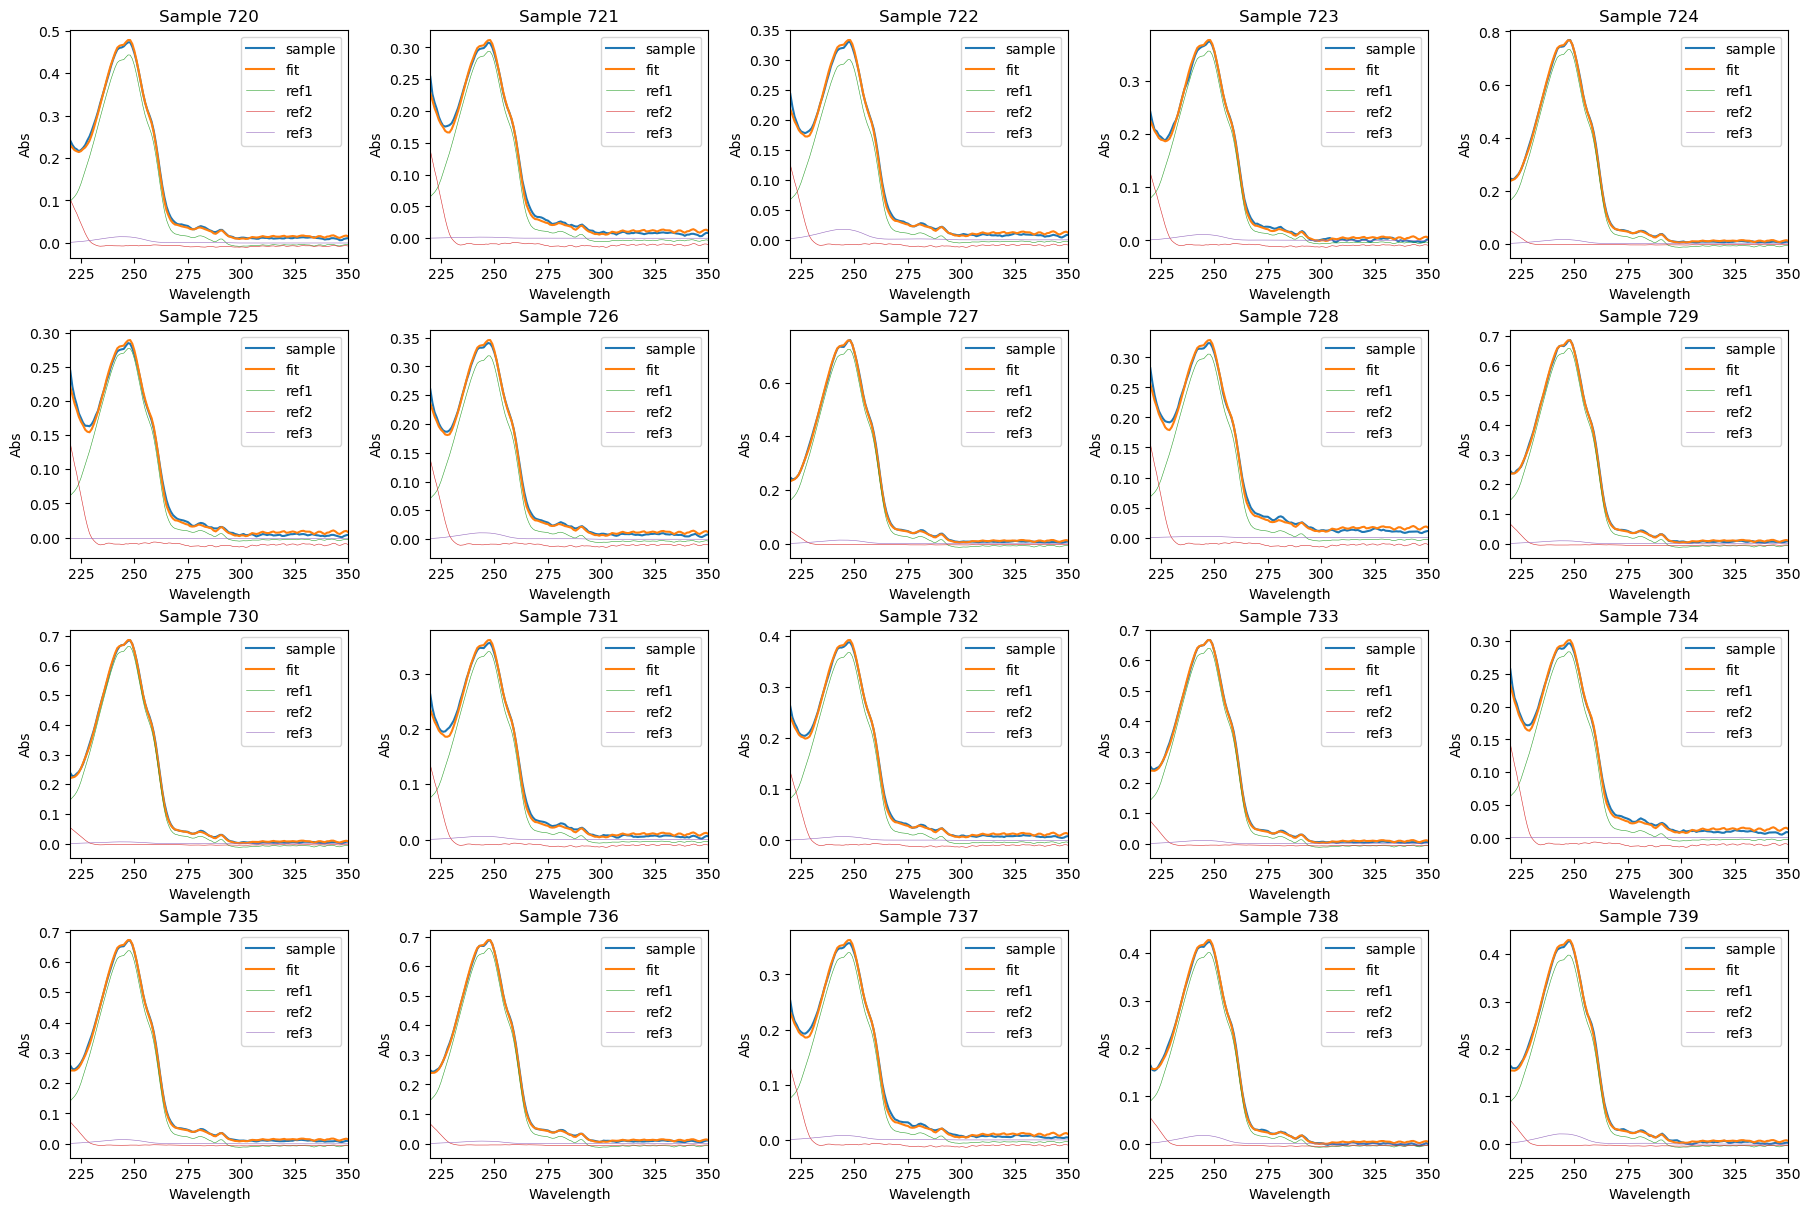 Sample 720
0.5
0.4
0.3
0.2
0.1
0.0
Abs
sample
fit
ref1
ref2
ref3
225 250 275 300 325 350
Wavelength
Sample 721
0.30
0.25
0.20
0.15
0.10
0.05
0.00
Abs
sample
fit
ref1
ref2
ref3
225 250 275 300 325 350
Wavelength
Sample 722
0.35
0.30
0.25
0.20
0.15
0.10
0.05
0.00
Abs
sample
fit
ref1
ref2
ref3
225 250 275 300 325 350
Wavelength
Sample 723
0.3
0.2
0.1
0.0
Abs
sample
fit
ref1
ref2
ref3
225 250 275 300 325 350
Wavelength
Sample 724
0.8
0.6
0.4
0.2
0.0
Abs
sample
fit
ref1
ref2
ref3
225 250 275 300 325 350
Wavelength
Sample 725
0.30
0.25
0.20
0.15
0.10
0.05
0.00
Abs
sample
fit
ref1
ref2
ref3
225 250 275 300 325 350
Wavelength
Sample 726
0.35
0.30
0.25
0.20
0.15
0.10
0.05
0.00
Abs
sample
fit
ref1
ref2
ref3
225 250 275 300 325 350
Wavelength
Sample 727
0.6
0.4
0.2
0.0
Abs
sample
fit
ref1
ref2
ref3
225 250 275 300 325 350
Wavelength
Sample 728
0.30
0.25
0.20
0.15
0.10
0.05
0.00
Abs
sample
fit
ref1
ref2
ref3
225 250 275 300 325 350
Wavelength
Sample 729
0.7
0.6
0.5
0.4
0.3
0.2
0.1
0.0
Abs
sample
fit
ref1
ref2
ref3
225 250 275 300 325 350
Wavelength
Sample 730
0.7
0.6
0.5
0.4
0.3
0.2
0.1
0.0
Abs
sample
fit
ref1
ref2
ref3
225 250 275 300 325 350
Wavelength
Sample 731
0.3
0.2
0.1
0.0
Abs
sample
fit
ref1
ref2
ref3
225 250 275 300 325 350
Wavelength
Sample 732
0.4
0.3
0.2
0.1
0.0
Abs
sample
fit
ref1
ref2
ref3
225 250 275 300 325 350
Wavelength
Sample 733
0.7
0.6
0.5
0.4
0.3
0.2
0.1
0.0
Abs
sample
fit
ref1
ref2
ref3
225 250 275 300 325 350
Wavelength
Sample 734
0.30
0.25
0.20
0.15
0.10
0.05
0.00
Abs
sample
fit
ref1
ref2
ref3
225 250 275 300 325 350
Wavelength
Sample 735
0.7
0.6
0.5
0.4
0.3
0.2
0.1
0.0
Abs
sample
fit
ref1
ref2
ref3
225 250 275 300 325 350
Wavelength
Sample 736
0.7
0.6
0.5
0.4
0.3
0.2
0.1
0.0
Abs
sample
fit
ref1
ref2
ref3
225 250 275 300 325 350
Wavelength
Sample 737
0.3
0.2
0.1
0.0
Abs
sample
fit
ref1
ref2
ref3
225 250 275 300 325 350
Wavelength
Sample 738
0.4
0.3
0.2
0.1
0.0
Abs
sample
fit
ref1
ref2
ref3
225 250 275 300 325 350
Wavelength
Sample 739
0.4
0.3
0.2
0.1
0.0
Abs
sample
fit
ref1
ref2
ref3
225 250 275 300 325 350
Wavelength